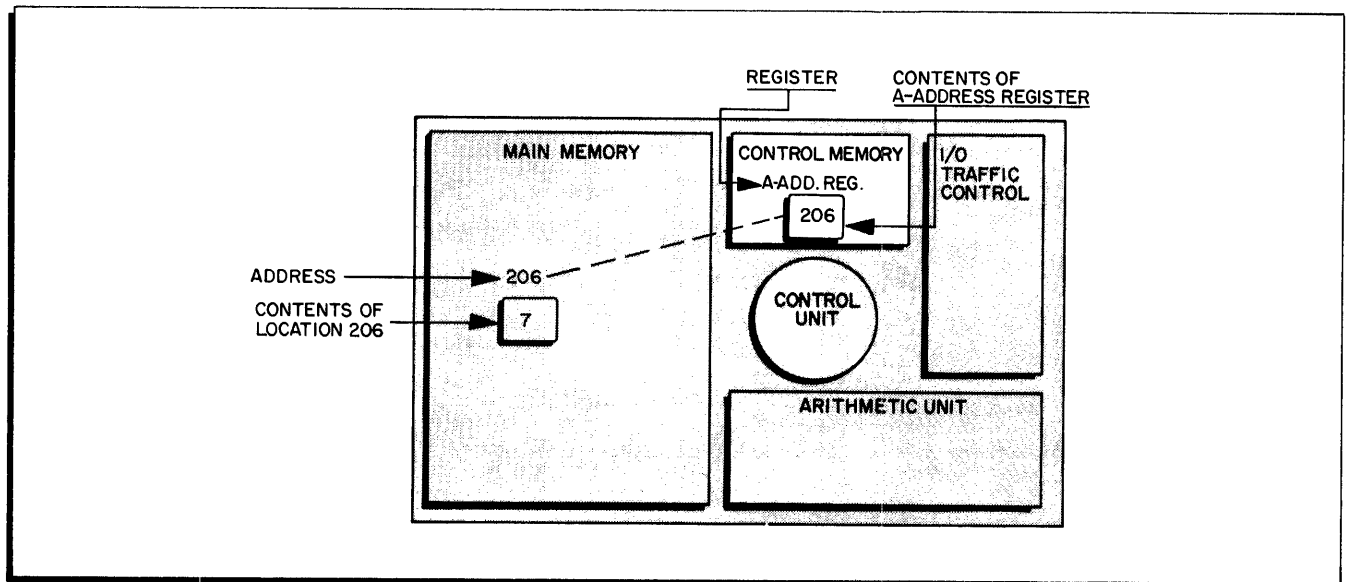 REGISTER
CONTENTS OF
A-ADDRESS REGISTER
MAIN MEMORY
CONTROL MEMORY
A-ADD. REG.
206
I/O
TRAFFIC
CONTROL
ADDRESS
206
CONTENTS OF
LOCATION 206
7
CONTROL
UNIT
ARITHMETIC UNIT